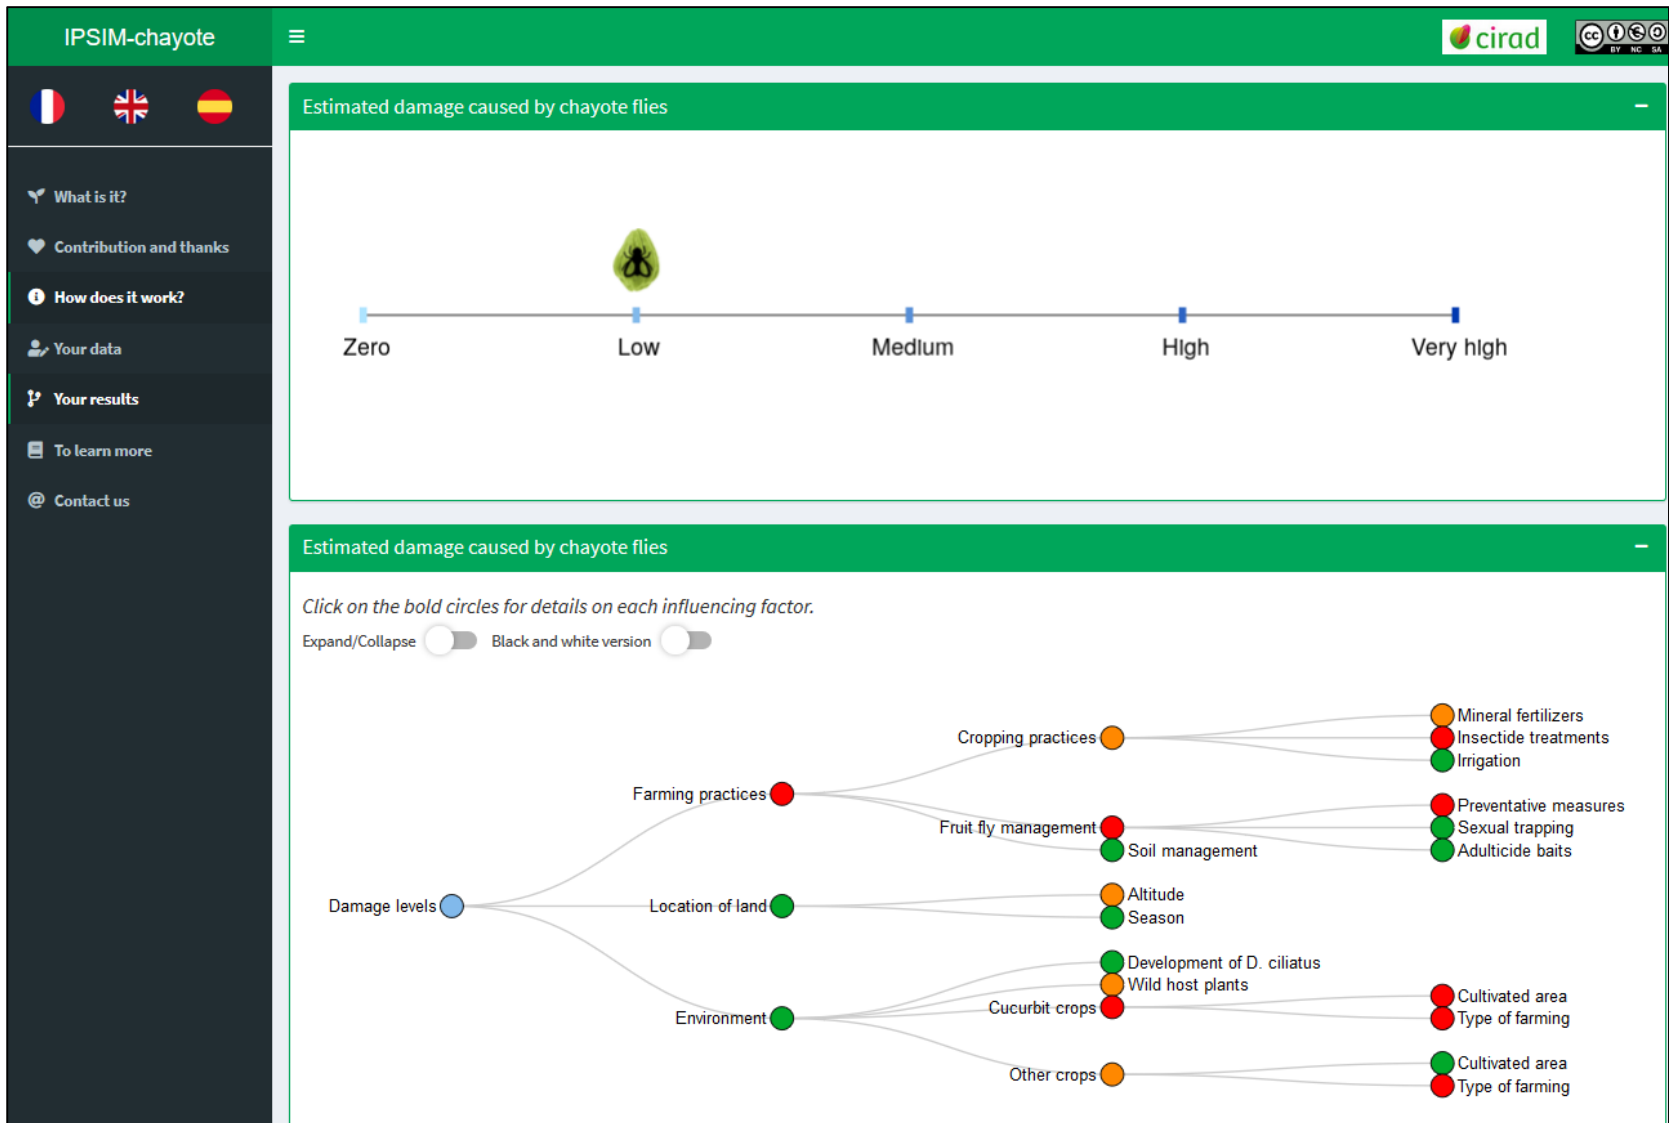 IPSIM-chayote
cirad
cc BY NC SA
What is it?
Contribution and thanks
How does it work?
Your data
Your results
To learn more
@ Contact us
Estimated damage caused by chayote flies
Zero Low Medium High Very high
Estimated damage caused by chayote flies
Click on the bold circles for details on each influencing factor.
Expand/Collapse Black and white version
Mineral fertilizers
Cropping practices
Insectide treatments
Irrigation
Farming practices
Preventative measures
Fruit fly management
Sexual trapping
Soil management
Adulticide baits
Damage levels
Location of land
Altitude
Season
Development of D. ciliatus
Wild host plants
Cucurbit crops
Cultivated area
Type of farming
Environment
Other crops
Cultivated area
Type of farming